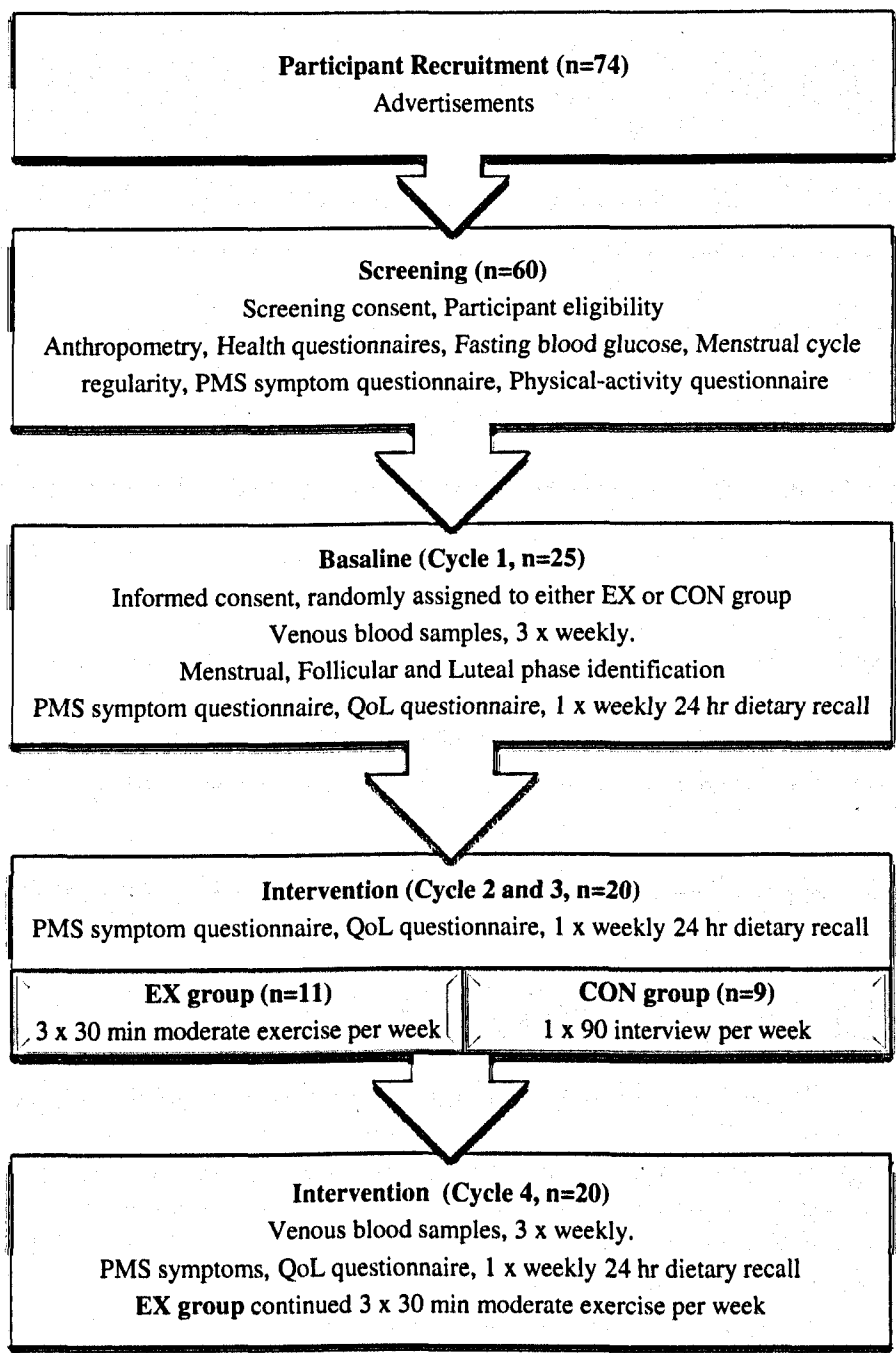 Participant Recruitment (n=74)
Advertisements
Screening (n=60)
Screening consent, Participant eligibility
Anthropometry, Health questionnaires, Fasting blood glucose, Menstrual cycle
regularity, PMS symptom questionnaire, Physical-activity questionnaire
Basaline (Cycle 1, n=25)
Informed consent, randomly assigned to either EX or CON group
Venous blood samples, 3 x weekly.
Menstrual, Follicular and Luteal phase identification
PMS symptom questionnaire, QoL questionnaire, 1 x weekly 24 hr dietary recall
Intervention (Cycle 2 and 3, n=20)
PMS symptom questionnaire, QoL questionnaire, 1 x weekly 24 hr dietary recall
EX group (n=11)
3 x 30 min moderate exercise per week
CON group (n=9)
1 x 90 interview per week
Intervention (Cycle 4, n=20)
Venous blood samples, 3 x weekly.
PMS symptoms, QoL questionnaire, 1 x weekly 24 hr dietary recall
EX group continued 3 x 30 min moderate exercise per week